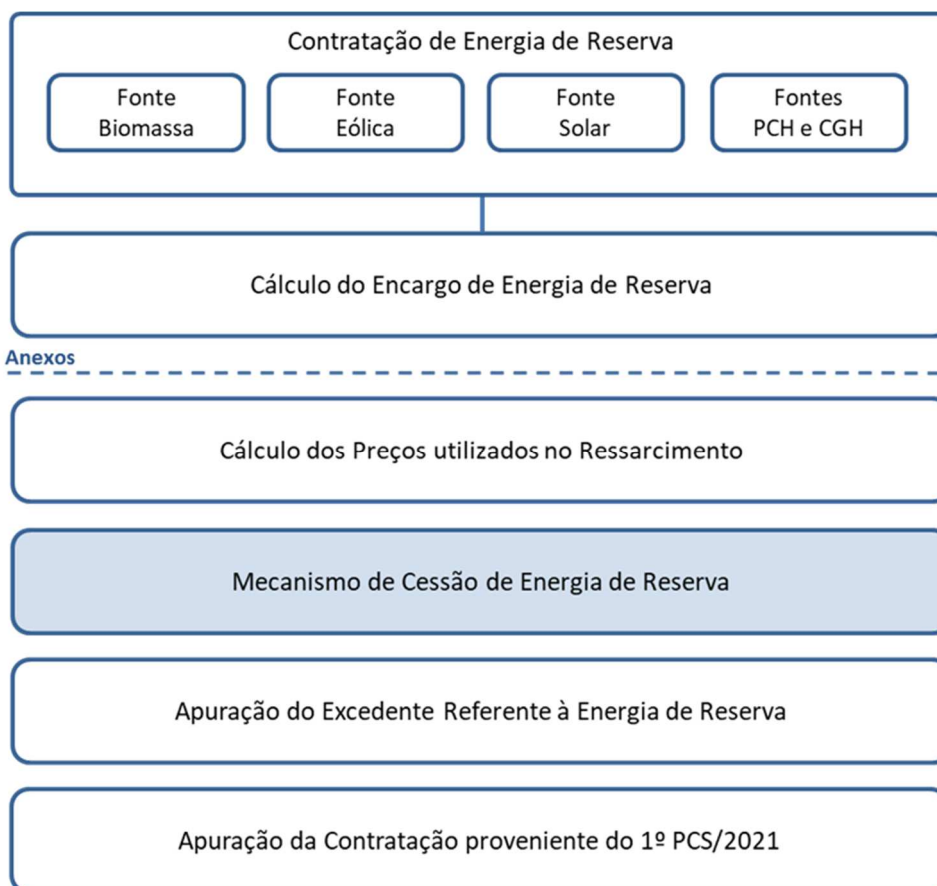 Contratação de Energia de Reserva
Fonte
Biomassa
Fonte
Eólica
Fonte
Solar
Fontes
PCH e CGH
Cálculo do Encargo de Energia de Reserva
Anexos
Cálculo dos Preços utilizados no Ressarcimento
Mecanismo de Cessão de Energia de Reserva
Apuração do Excedente Referente à Energia de Reserva
Apuração da Contratação proveniente do 1º PCS/2021